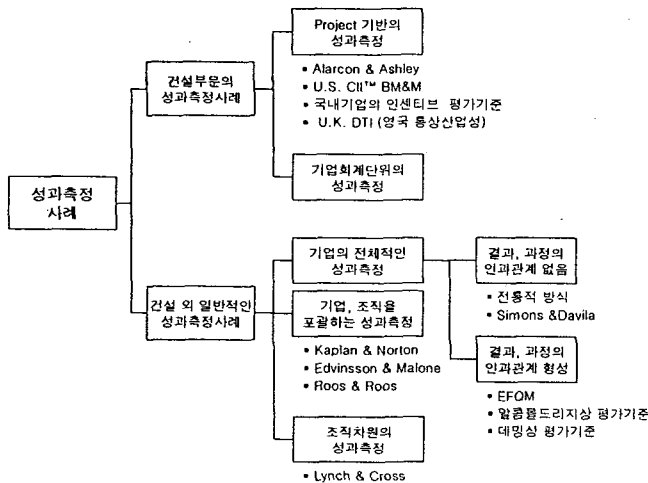 성과측정
사례
건설부문의
성과측정사례
Project 기반의
성과측정
• Alarcon & Ashley
• U.S. CII™ BM&M
• 국내기업의 인센티브 평가기준
• U.K. DTI (영국 통상산업성)
기업회계단위의
성과측정
건설 외 일반적인
성과측정사례
기업의 전체적인
성과측정
결과, 과정의
인과관계 없음
• 전통적 방식
• Simons &Davila
결과, 과정의
인과관계 형성
• EFQM
• 말콤볼드리지상 평가기준
• 데밍상 평가기준
기업, 조직을
포괄하는 성과측정
• Kaplan & Norton
• Edvinsson & Malone
• Roos & Roos
조직차원의
성과측정
• Lynch & Cross